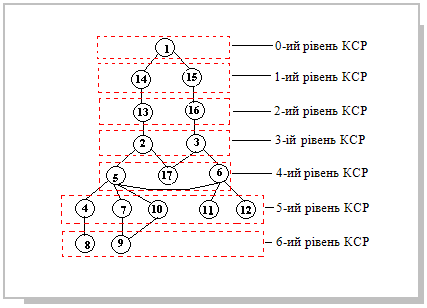 1 0-ий рівень КСР
14 15 1-ий рівень КСР
13 16 2-ий рівень КСР
2 3 3-ій рівень КСР
5 17 6 4-ий рівень КСР
4 7 10 11 12 5-ий рівень КСР
8 9 6-ий рівень КСР